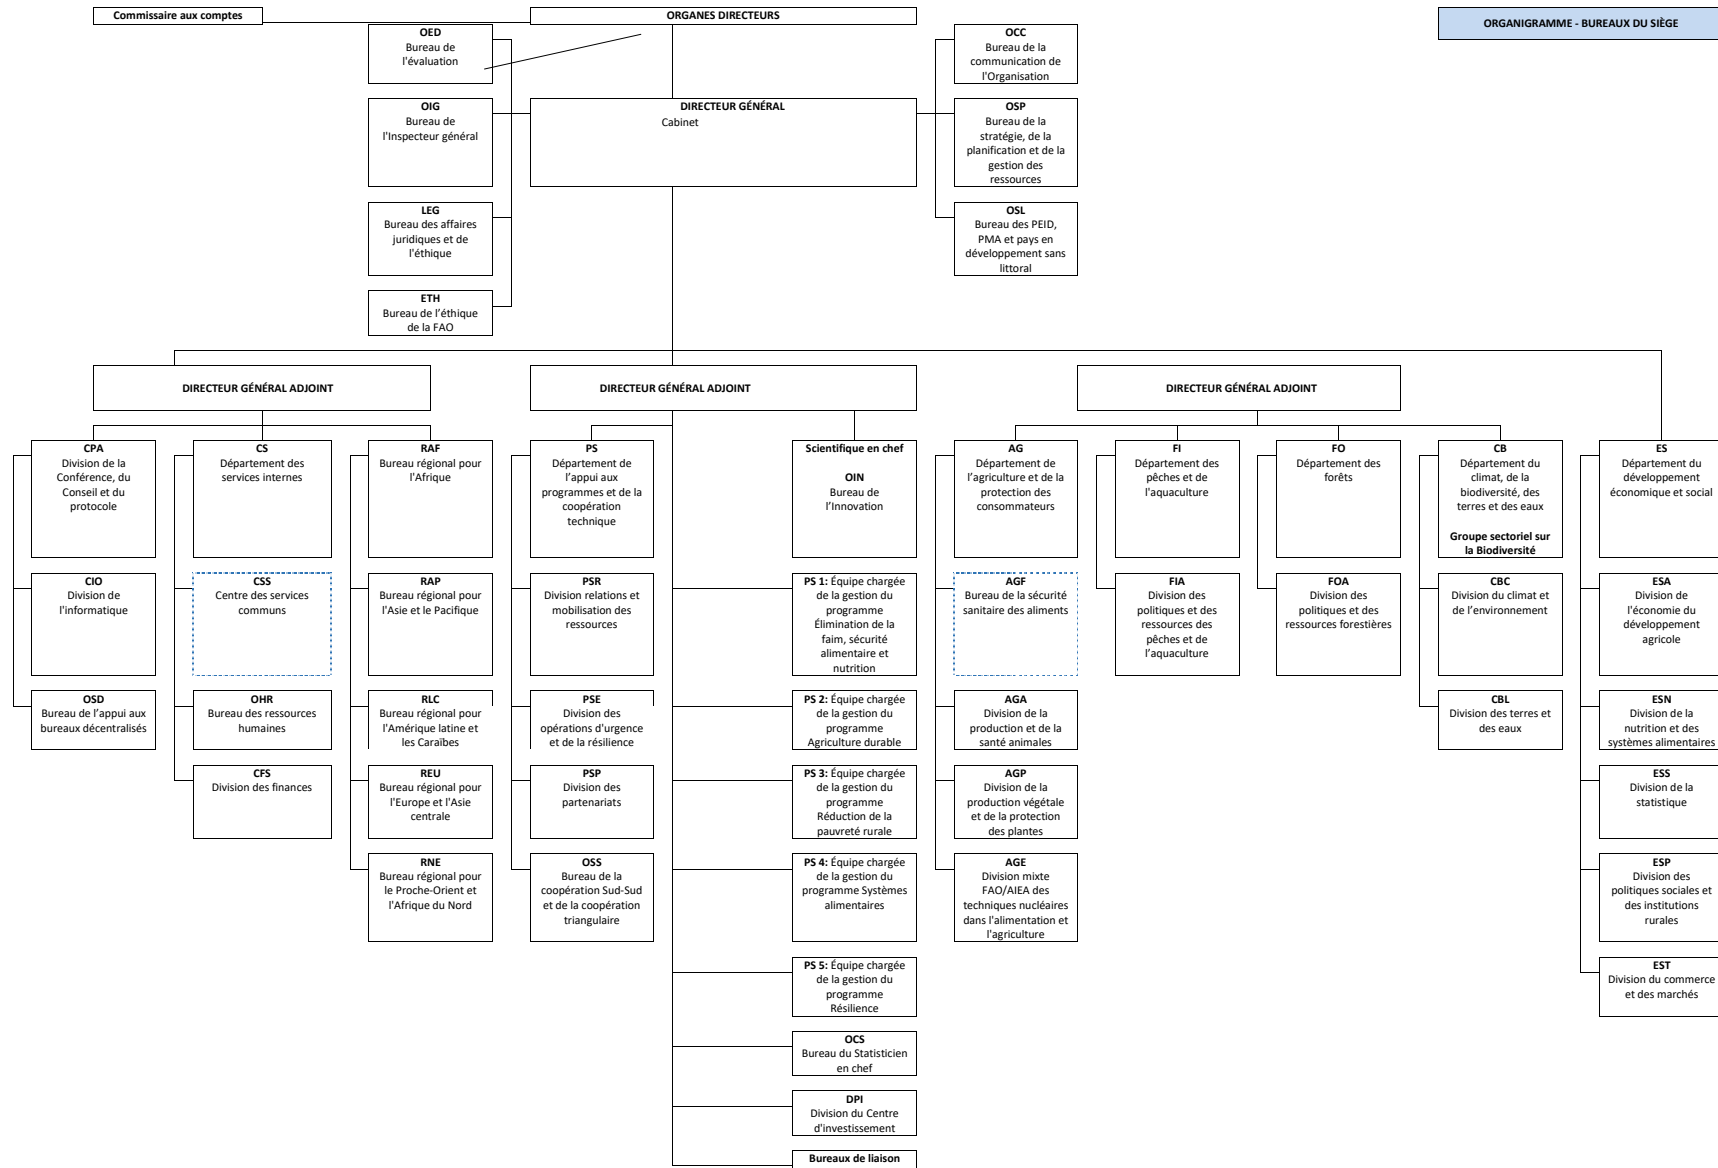 Commissaire aux comptes
ORGANES DIRECTEURS
ORGANIGRAMME - BUREAUX DU SIÈGE
OED
Bureau de
l'évaluation
OCC
Bureau de la
communication de
l'Organisation
OIG
Bureau de
l'Inspecteur général
DIRECTEUR GÉNÉRAL
Cabinet
OSP
Bureau de la
stratégie, de la
planification et de la
gestion des
ressources
LEG
Bureau des affaires
juridiques et de
l'éthique
OSL
Bureau des PEID,
PMA et pays en
développement sans
littoral
ETH
Bureau de l’éthique
de la FAO
DIRECTEUR GÉNÉRAL ADJOINT
DIRECTEUR GÉNÉRAL ADJOINT
DIRECTEUR GÉNÉRAL ADJOINT
CPA
Division de la
Conférence, du
Conseil et du
protocole
CS
Département des
services internes
RAF
Bureau régional pour
l'Afrique
PS
Département de
l’appui aux
programmes et de la
coopération
technique
Scientifique en chef
OIN
Bureau de
l’Innovation
AG
Département de
l’agriculture et de la
protection des
consommateurs
FI
Département des
pêches et de
l'aquaculture
FO
Département des
forêts
CB
Département du
climat, de la
biodiversité, des
terres et des eaux
Groupe sectoriel sur
la Biodiversité
ES
Département du
développement
économique et social
CIO
Division de
l'informatique
CSS
Centre des services
communs
RAP
Bureau régional pour
l'Asie et le Pacifique
PSR
Division relations et
mobilisation des
ressources
PS 1: Équipe chargée
de la gestion du
programme
Élimination de la
faim, sécurité
alimentaire et
nutrition
AGF
Bureau de la sécurité
sanitaire des aliments
FIA
Division des
politiques et des
ressources des
pêches et de
l’aquaculture
FOA
Division des
politiques et des
ressources forestières
CBC
Division du climat et
de l’environnement
ESA
Division de
l'économie du
développement
agricole
OSD
Bureau de l’appui aux
bureaux décentralisés
OHR
Bureau des ressources
humaines
RLC
Bureau régional pour
l'Amérique latine et
les Caraïbes
PSE
Division des
opérations d'urgence
et de la résilience
PS 2: Équipe chargée
de la gestion du
programme
Agriculture durable
AGA
Division de la
production et de la
santé animales
CBL
Division des terres et
des eaux
ESN
Division de la
nutrition et des
systèmes alimentaires
CFS
Division des finances
REU
Bureau régional pour
l'Europe et l'Asie
centrale
PSP
Division des
partenariats
PS 3: Équipe chargée
de la gestion du
programme
Réduction de la
pauvreté rurale
AGP
Division de la
production végétale
et de la protection
des plantes
ESS
Division de la
statistique
RNE
Bureau régional pour
le Proche-Orient et
l'Afrique du Nord
OSS
Bureau de la
coopération Sud-Sud
et de la coopération
triangulaire
PS 4: Équipe chargée
de la gestion du
programme Systèmes
alimentaires
AGE
Division mixte
FAO/AIEA des
techniques nucléaires
dans l'alimentation et
l'agriculture
ESP
Division des
politiques sociales et
des institutions
rurales
PS 5: Équipe chargée
de la gestion du
programme
Résilience
EST
Division du commerce
et des marchés
OCS
Bureau du Statisticien
en chef
DPI
Division du Centre
d'investissement
Bureaux de liaison